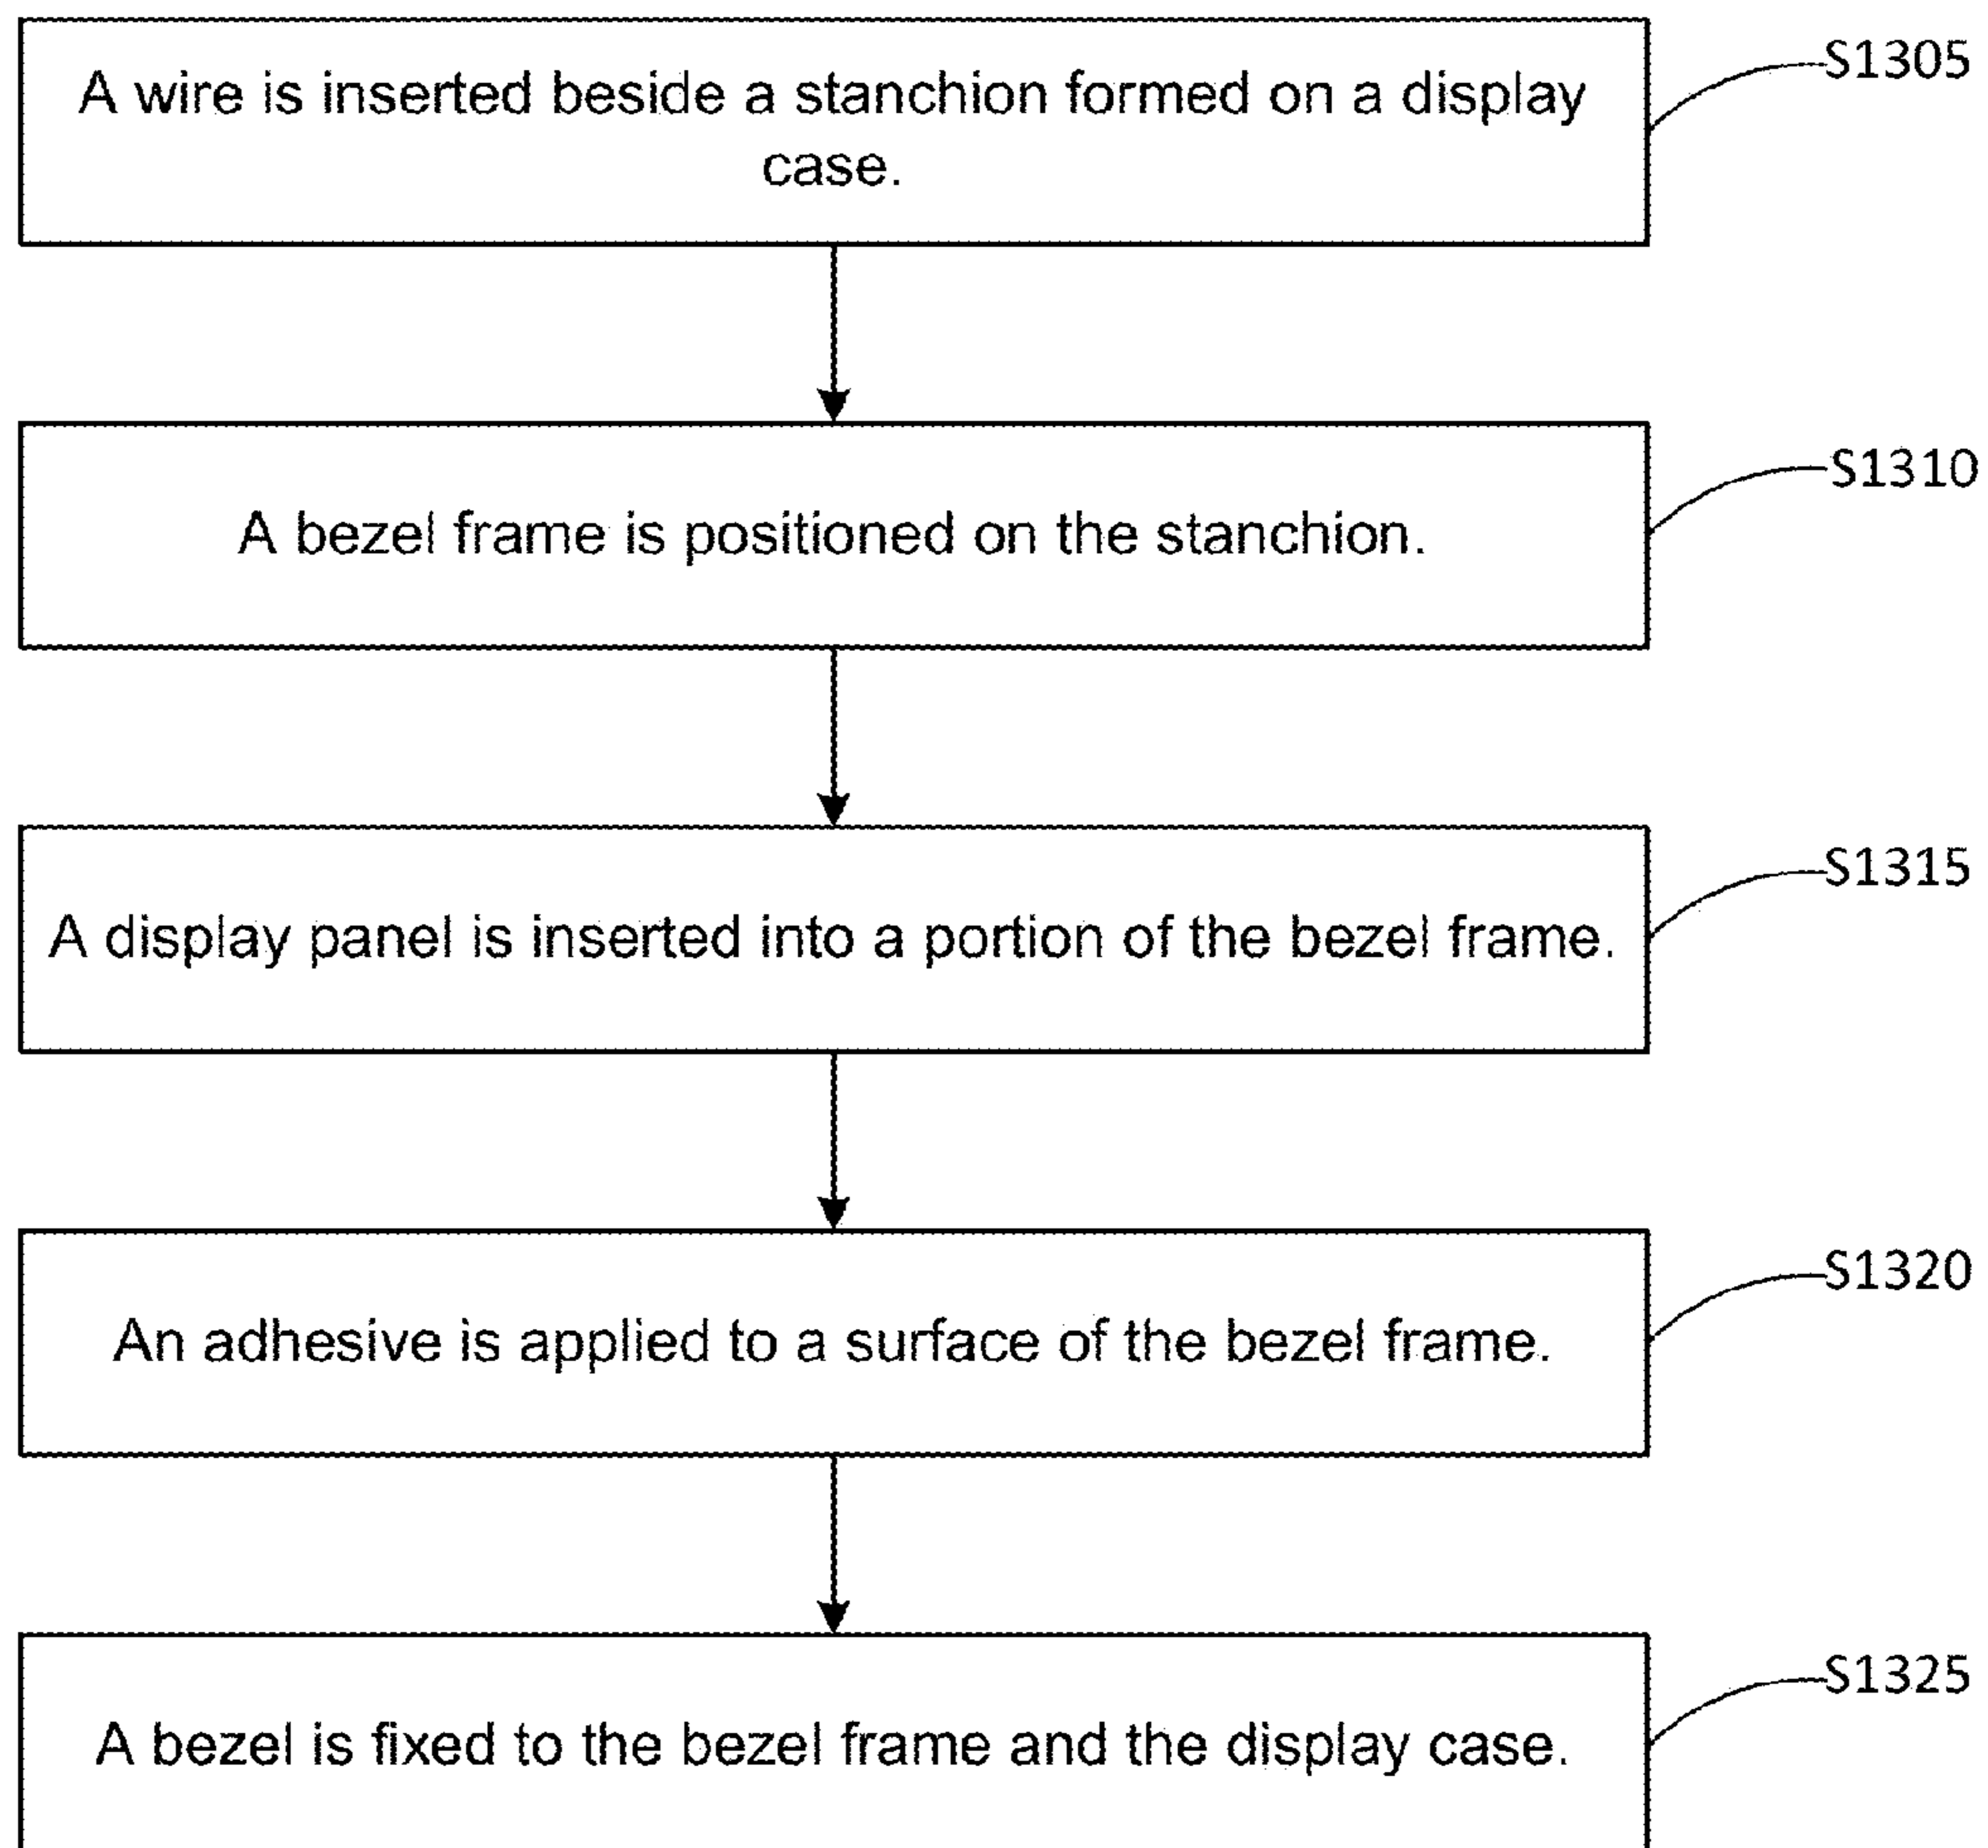 A wire is inserted beside a stanchion formed on a display
case.
S1305
A bezel frame is positioned on the stanchion.
S1310
A display panel is inserted into a portion of the bezel frame.
S1315
An adhesive is applied to a surface of the bezel frame.
S1320
A bezel is fixed to the bezel frame and the display case.
S1325